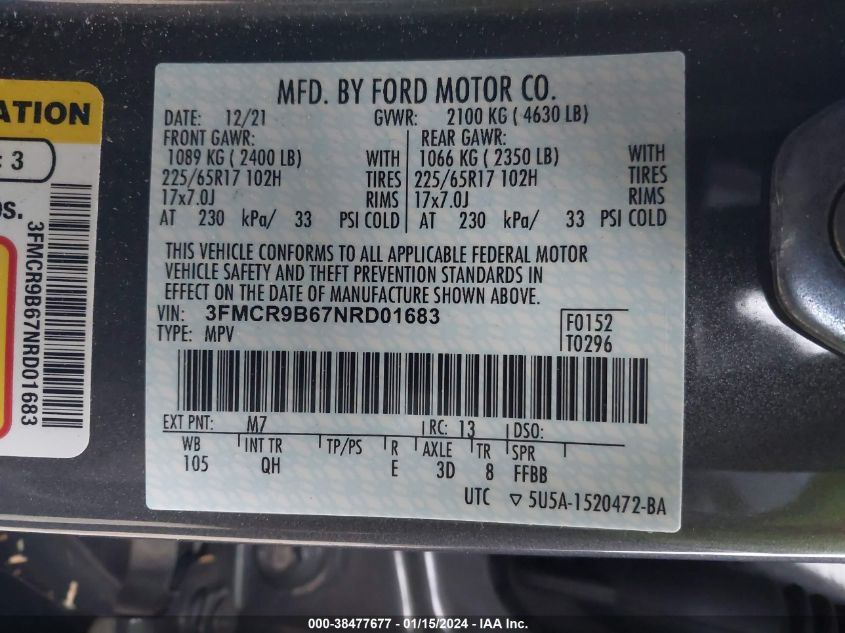 ATION
: 3
os.
3FMCR9B67NRD01683
MFD. BY FORD MOTOR CO.
DATE: 12/21 GVWR: 2100 KG ( 4630 LB)
FRONT GAWR: REAR GAWR:
1089 KG ( 2400 LB) WITH 1066 KG ( 2350 LB) WITH
225/65R17 102H TIRES 225/65R17 102H TIRES
17x7.0J RIMS 17x7.0J RIMS
AT 230 kPa/ 33 PSI COLD AT 230 kPa/ 33 PSI COLD
THIS VEHICLE CONFORMS TO ALL APPLICABLE FEDERAL MOTOR
VEHICLE SAFETY AND THEFT PREVENTION STANDARDS IN
EFFECT ON THE DATE OF MANUFACTURE SHOWN ABOVE.
VIN: 3FMCR9B67NRD01683
TYPE: MPV
F0152
T0296
EXT PNT: M7 RC: 13 DSO:
WB INT TR TP/PS R AXLE TR SPR
105 QH E 3D 8 FFBB
UTC ▽ 5U5A-1520472-BA
000-38477677 - 01/15/2024 - IAA Inc.